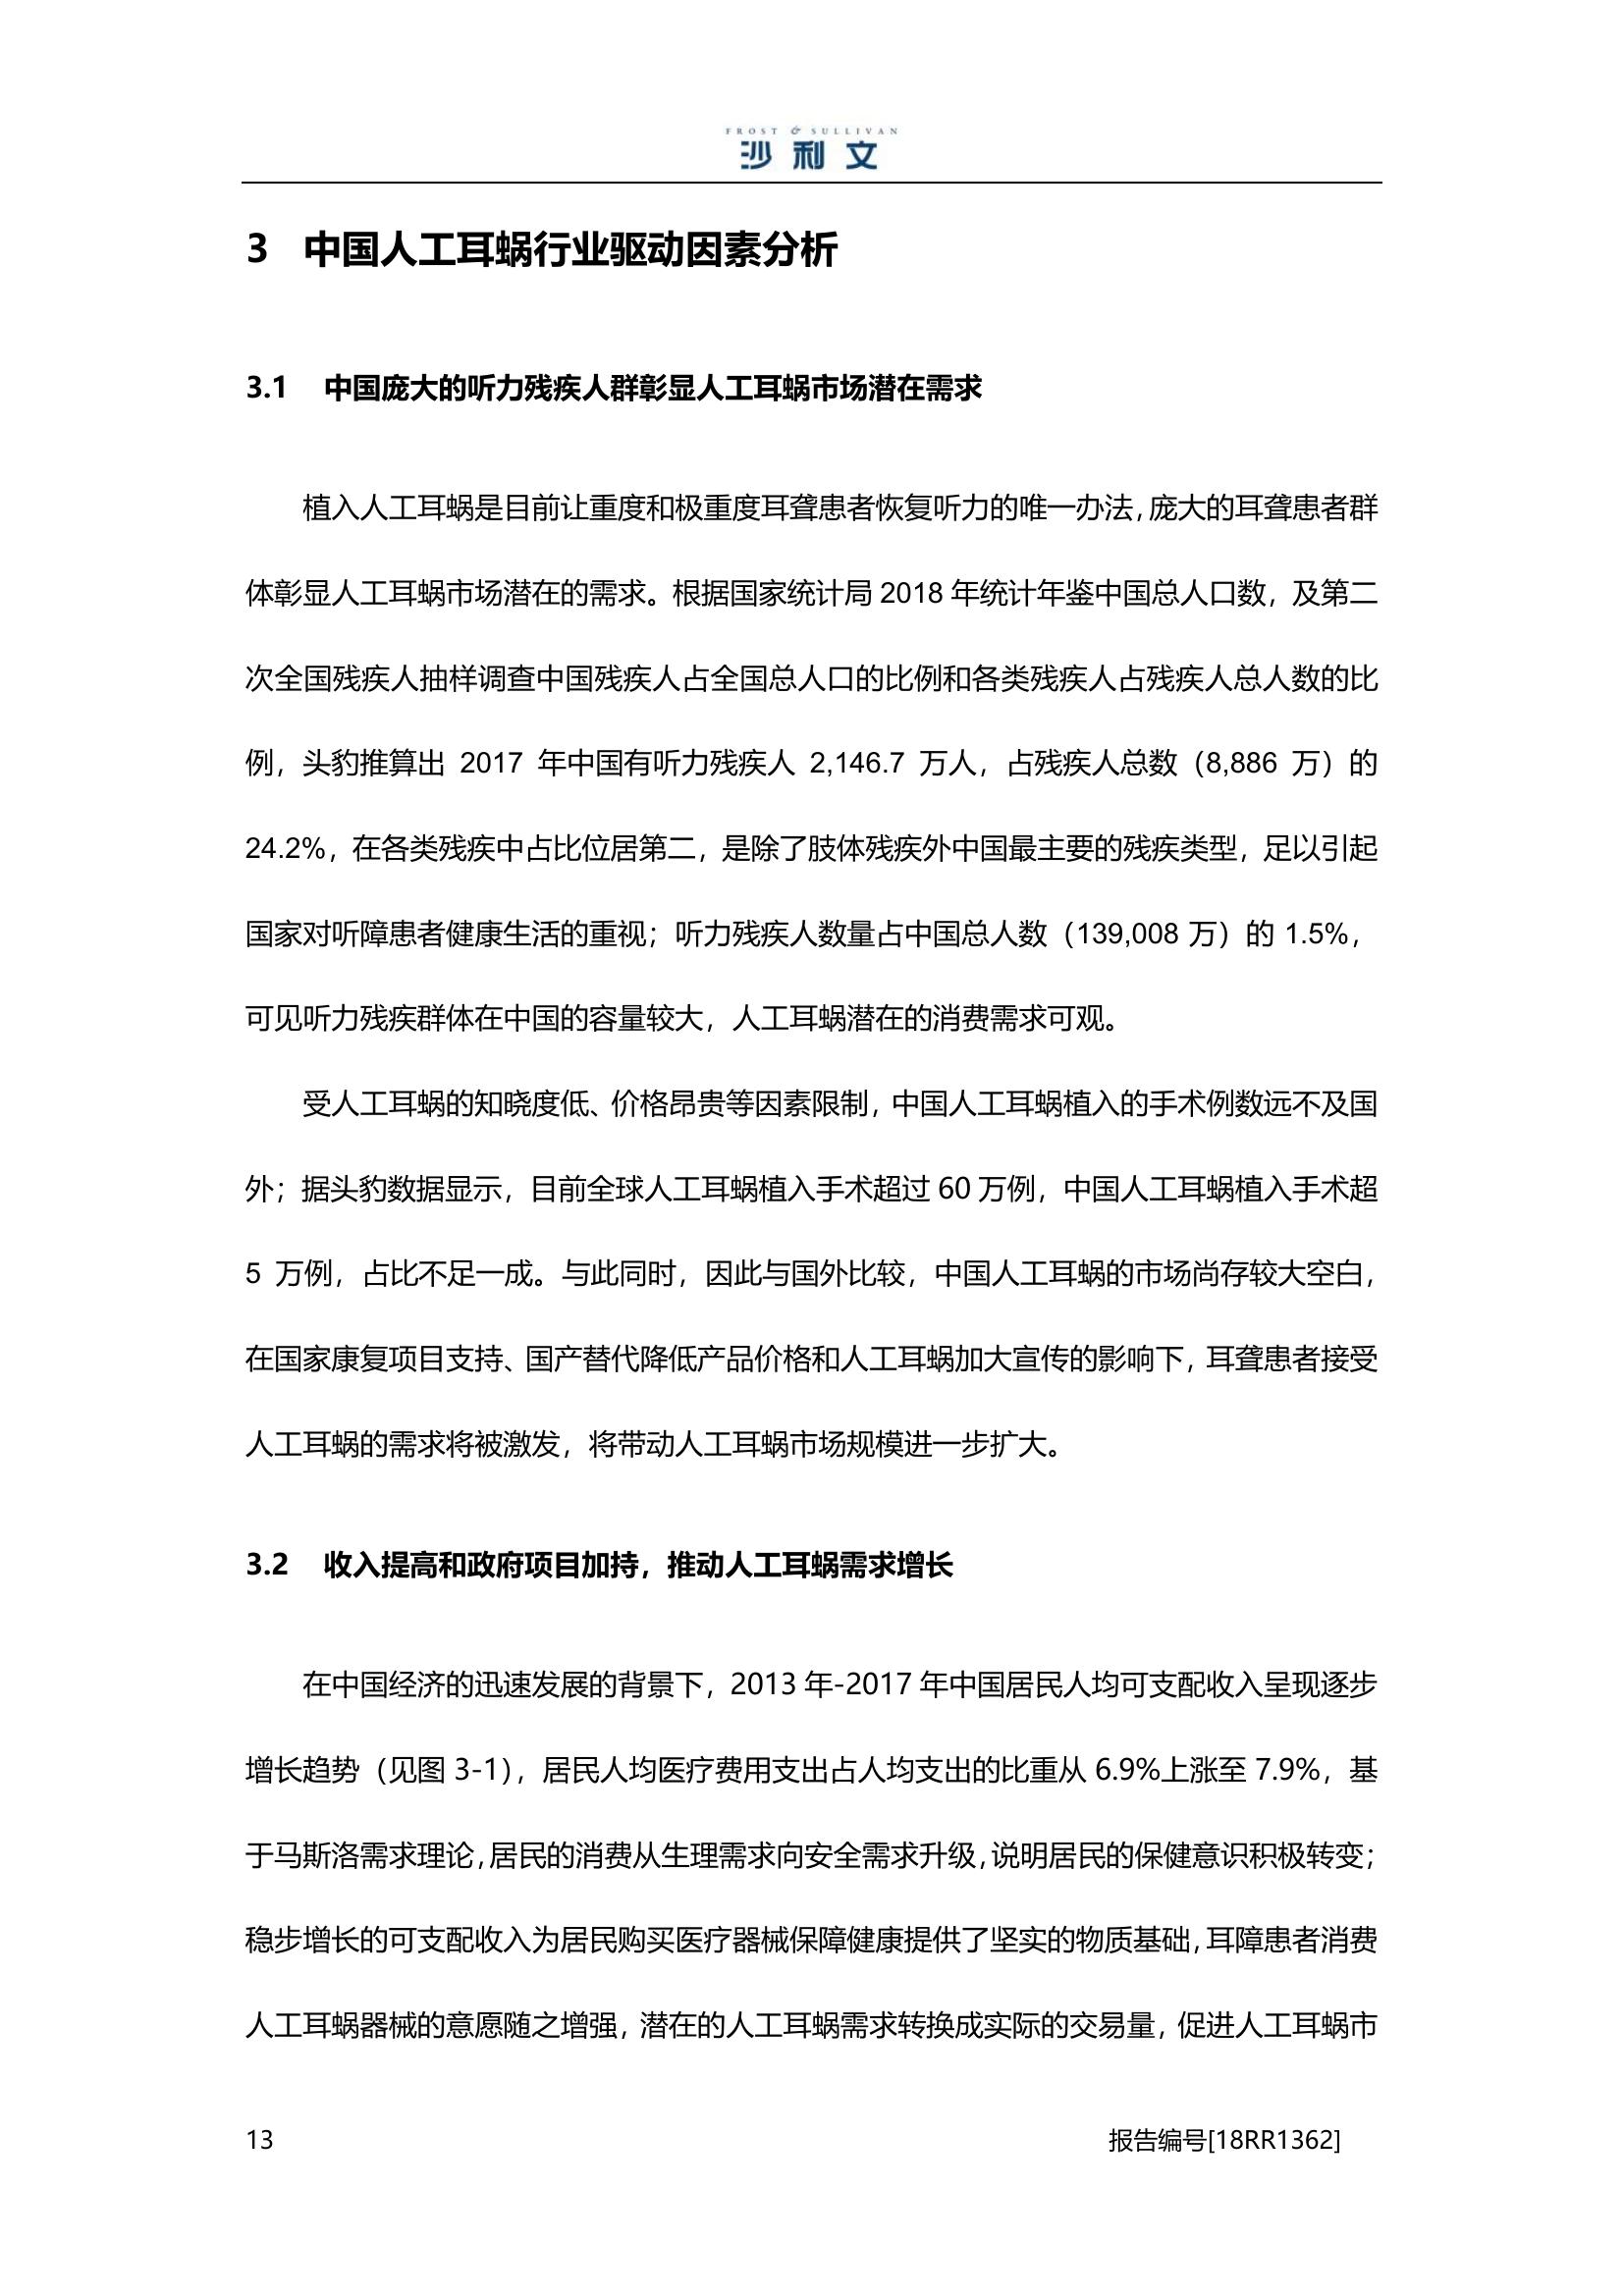 FROST & SULLIVAN
沙利文
3 中国人工耳蜗行业驱动因素分析
3.1 中国庞大的听力残疾人群彰显人工耳蜗市场潜在需求
植入人工耳蜗是目前让重度和极重度耳聋患者恢复听力的唯一办法，庞大的耳聋患者群
体彰显人工耳蜗市场潜在的需求。根据国家统计局 2018 年统计年鉴中国总人口数，及第二
次全国残疾人抽样调查中国残疾人占全国总人口的比例和各类残疾人占残疾人总人数的比
例，头豹推算出 2017 年中国有听力残疾人 2,146.7 万人，占残疾人总数（8,886 万）的
24.2%，在各类残疾中占比位居第二，是除了肢体残疾外中国最主要的残疾类型，足以引起
国家对听障患者健康生活的重视；听力残疾人数量占中国总人数（139,008 万）的 1.5%，
可见听力残疾群体在中国的容量较大，人工耳蜗潜在的消费需求可观。
受人工耳蜗的知晓度低、价格昂贵等因素限制，中国人工耳蜗植入的手术例数远不及国
外；据头豹数据显示，目前全球人工耳蜗植入手术超过 60 万例，中国人工耳蜗植入手术超
5 万例，占比不足一成。与此同时，因此与国外比较，中国人工耳蜗的市场尚存较大空白，
在国家康复项目支持、国产替代降低产品价格和人工耳蜗加大宣传的影响下，耳聋患者接受
人工耳蜗的需求将被激发，将带动人工耳蜗市场规模进一步扩大。
3.2 收入提高和政府项目加持，推动人工耳蜗需求增长
在中国经济的迅速发展的背景下，2013 年-2017 年中国居民人均可支配收入呈现逐步
增长趋势（见图 3-1），居民人均医疗费用支出占人均支出的比重从 6.9%上涨至 7.9%，基
于马斯洛需求理论，居民的消费从生理需求向安全需求升级，说明居民的保健意识积极转变；
稳步增长的可支配收入为居民购买医疗器械保障健康提供了坚实的物质基础，耳障患者消费
人工耳蜗器械的意愿随之增强，潜在的人工耳蜗需求转换成实际的交易量，促进人工耳蜗市
13
报告编号[18RR1362]